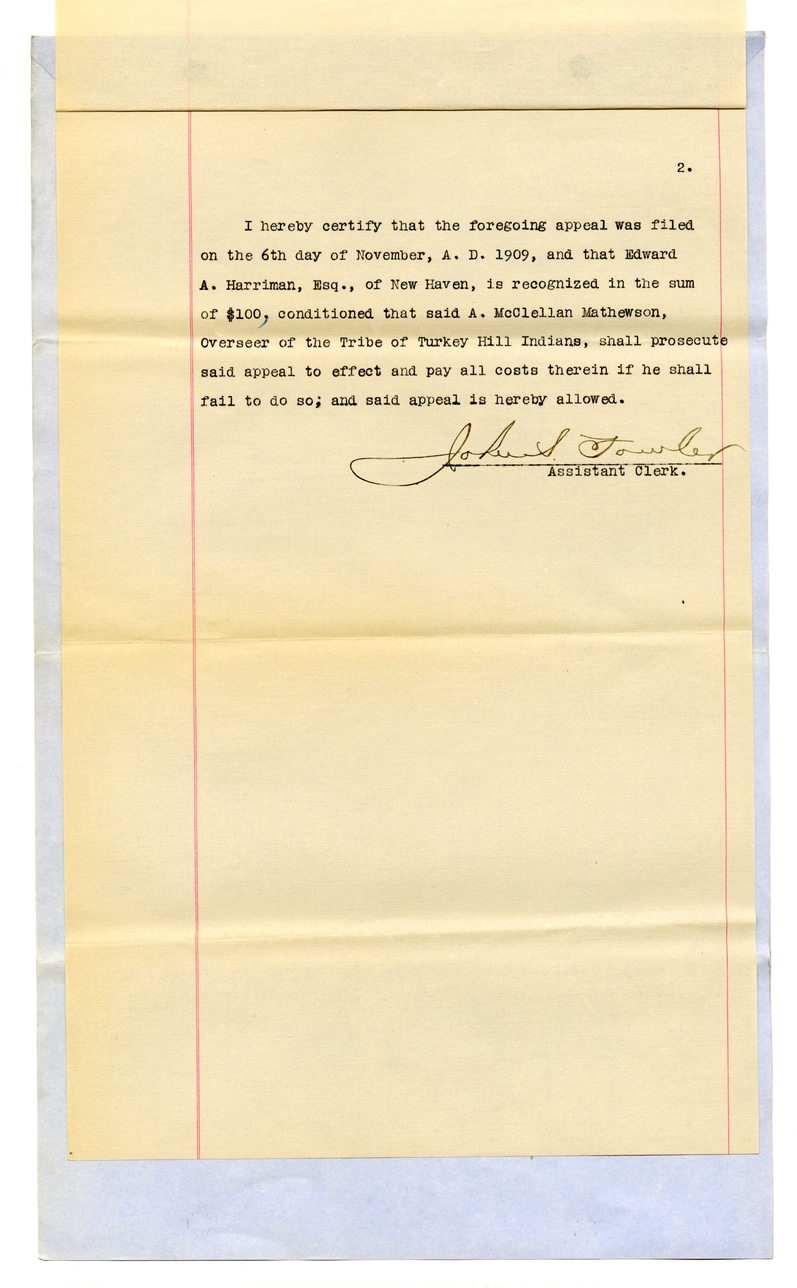 2.
I hereby certify that the foregoing appeal was filed
on the 6th day of November, A. D. 1909, and that Edward
A. Harriman, Esq., of New Haven, is recognized in the sum
of $100, conditioned that said A. McClellan Mathewson,
Overseer of the Tribe of Turkey Hill Indians, shall prosecute
said appeal to effect and pay all costs therein if he shall
fail to do so; and said appeal is hereby allowed.
John S. Fowler
Assistant Clerk.